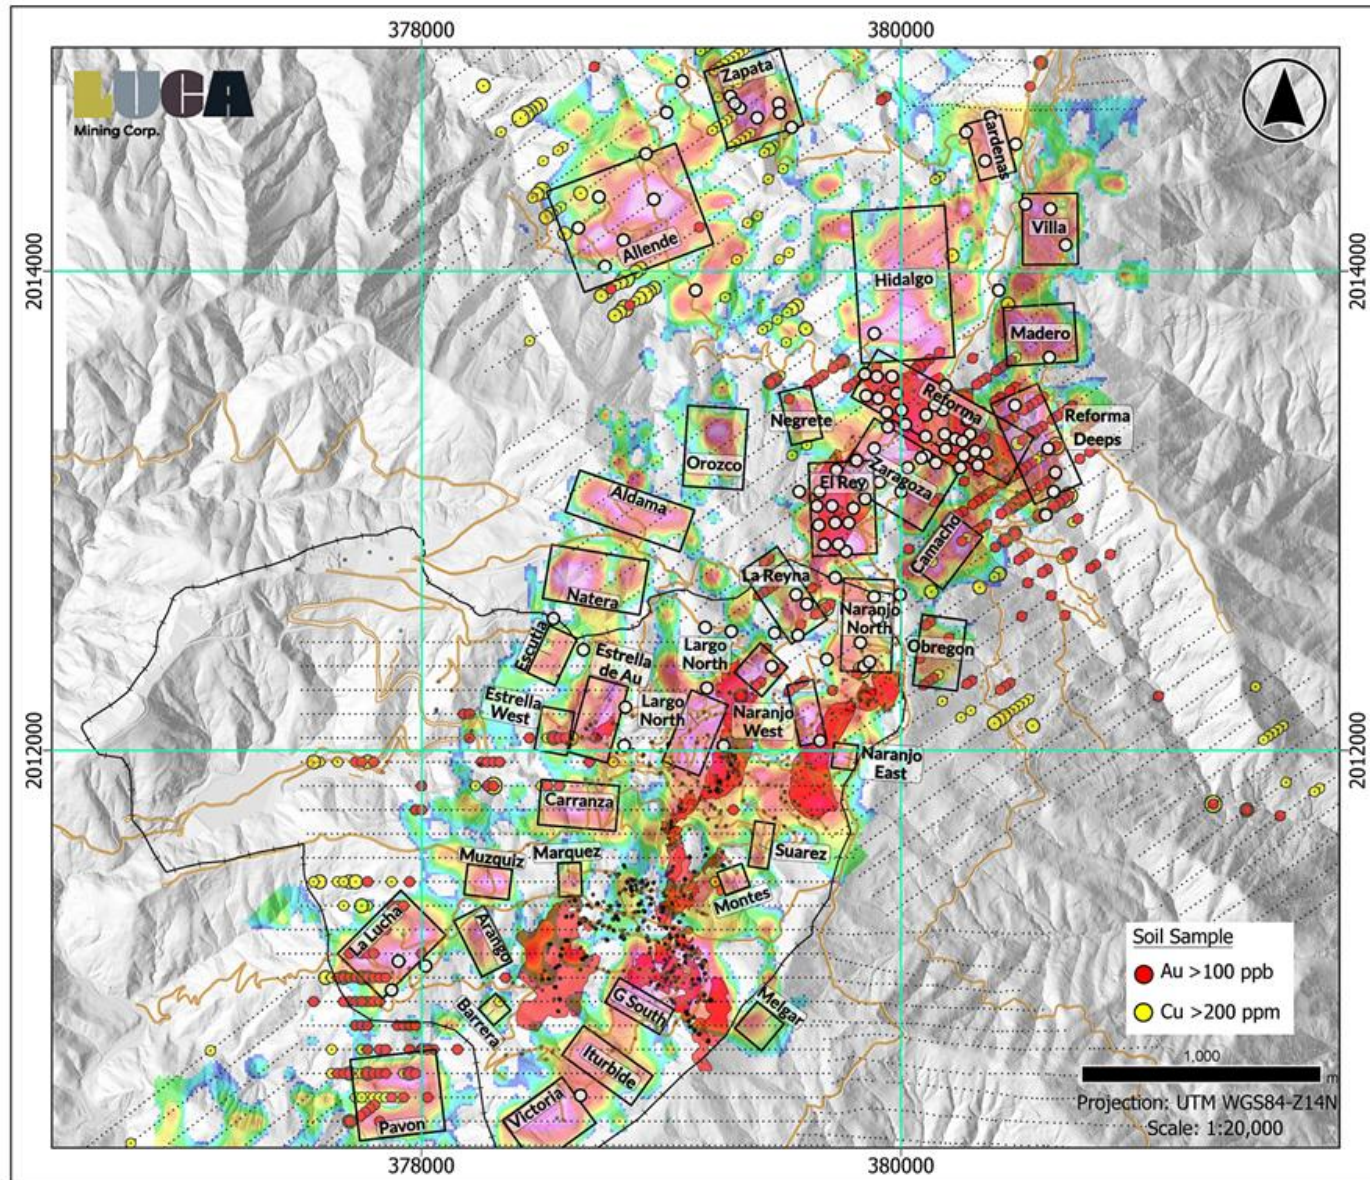 378000
380000
LUCA
Mining Corp.
Zapata
Cardenas
2014000
Allende
Villa
2014000
Hidalgo
Madero
Reforma
Negrete
Reforma
Deeps
Orozco
Zaragoza
El Rey
Aldama
Camacho
La Reyna
Natera
Naranjo
North
Escutia
Largo
North
Obregon
Estrella
de Au
Estrella
West
Largo
North
Naranjo
West
2012000
Naranjo
East
2012000
Carranza
Muzquiz
Marquez
Suarez
Montes
La Lucha
Arango
Soil Sample
Au >100 ppb
Cu >200 ppm
Barrera
G South
Melgar
Iturbide
1.000
m
Victoria
Pavon
Projection: UTM WGS84-Z14N
Scale: 1:20,000
378000
380000